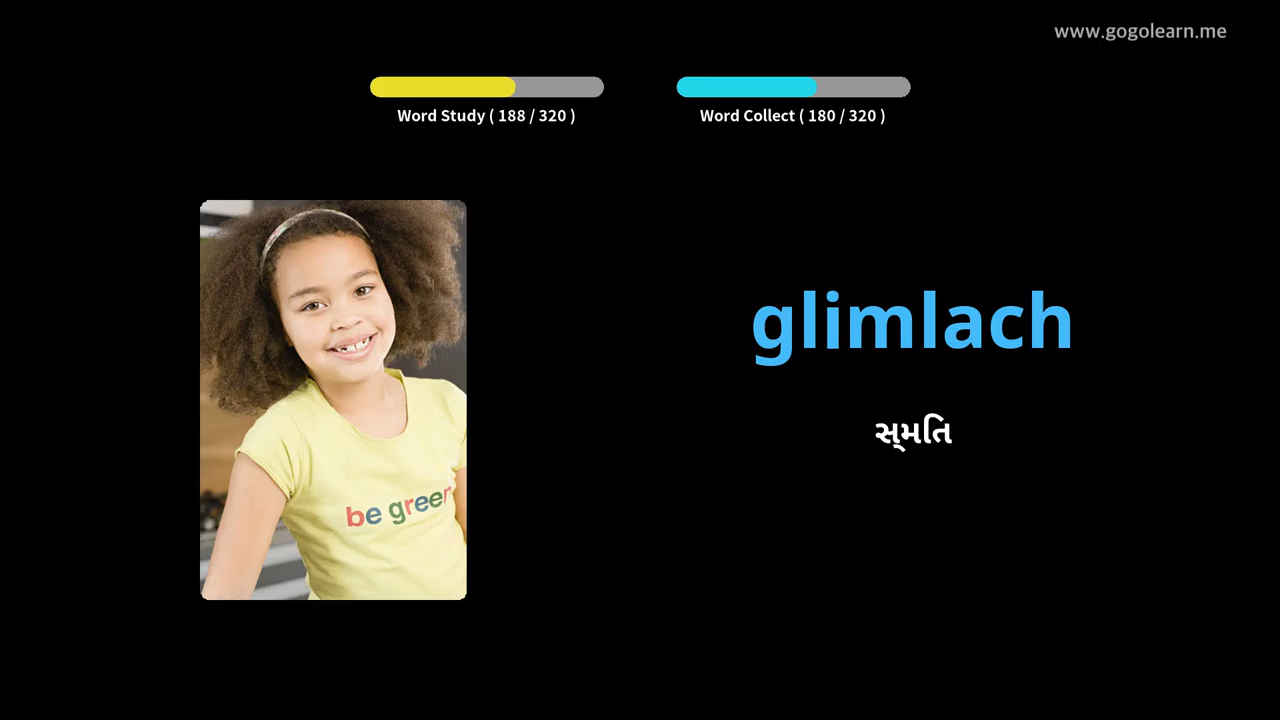 www.gogolearn.me
Word Study ( 188 / 320 )
Word Collect ( 180 / 320 )
be green
glimlach
સ્મતિ